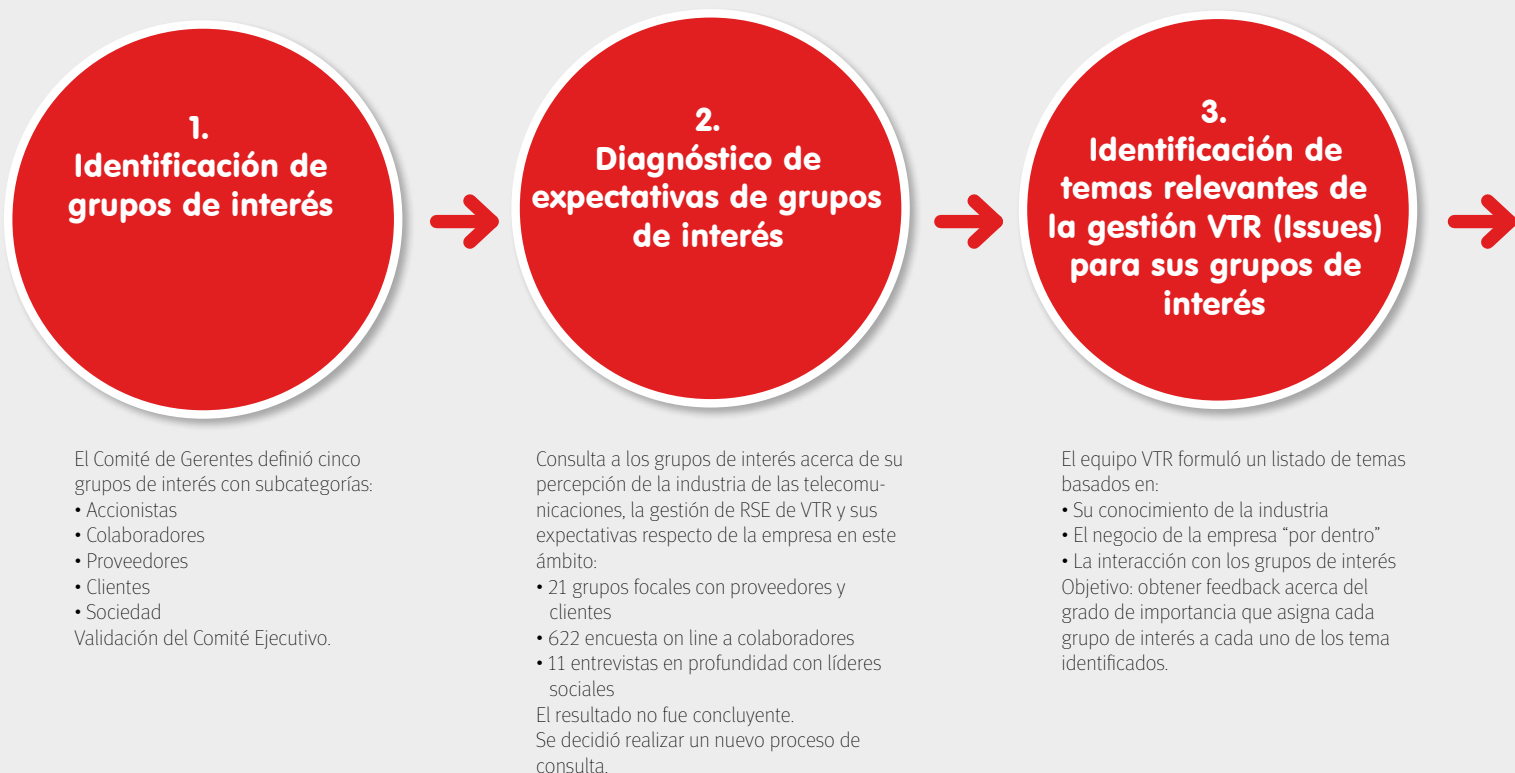 1.
Identificación de
grupos de interés
El Comité de Gerentes definió cinco
grupos de interés con subcategorías:
• Accionistas
• Colaboradores
• Proveedores
• Clientes
• Sociedad
Validación del Comité Ejecutivo.
2.
Diagnóstico de
expectativas de grupos
de interés
Consulta a los grupos de interés acerca de su
percepción de la industria de las telecomu-
nicaciones, la gestión de RSE de VTR y sus
expectativas respecto de la empresa en este
ámbito:
• 21 grupos focales con proveedores y
clientes
• 622 encuesta on line a colaboradores
• 11 entrevistas en profundidad con líderes
sociales
El resultado no fue concluyente.
Se decidió realizar un nuevo proceso de
consulta.
3.
Identificación de
temas relevantes de
la gestión VTR (Issues)
para sus grupos de
interés
El equipo VTR formuló un listado de temas
basados en:
• Su conocimiento de la industria
• El negocio de la empresa “por dentro”
• La interacción con los grupos de interés
Objetivo: obtener feedback acerca del
grado de importancia que asigna cada
grupo de interés a cada uno de los tema
identificados.